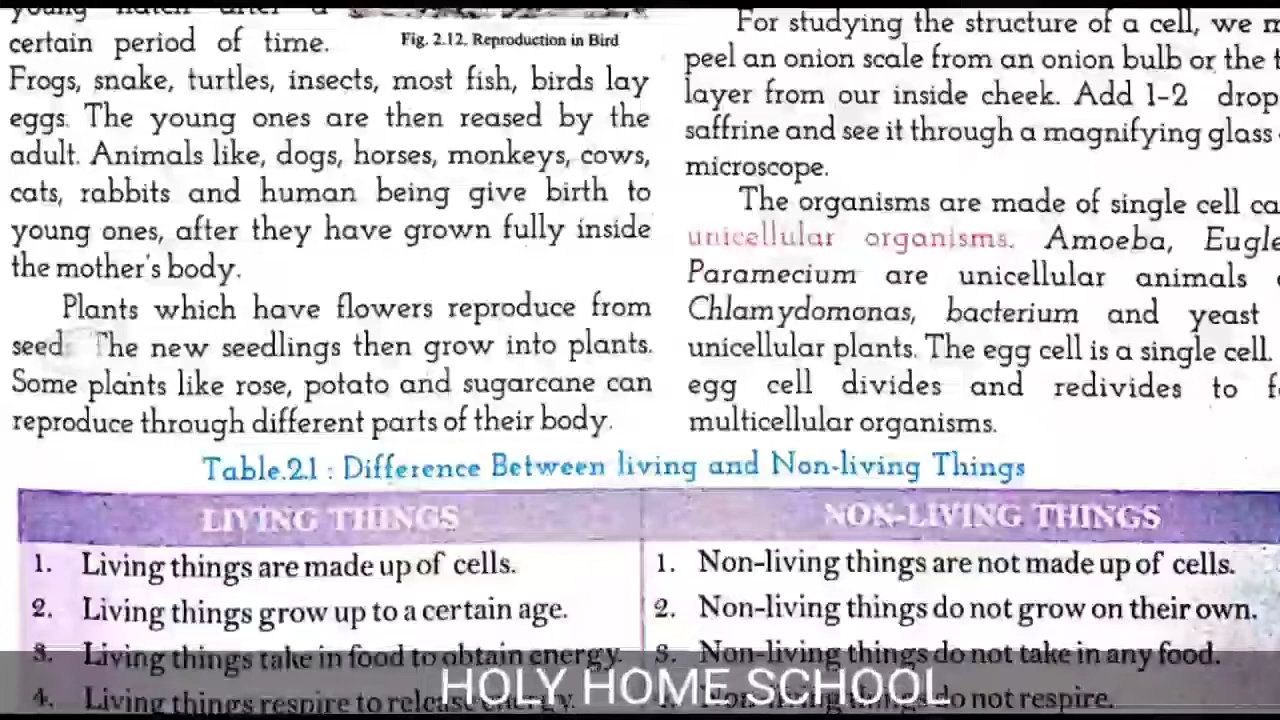 young hatch after a
certain period of time.
Fig. 2.12. Reproduction in Bird
Frogs, snake, turtles, insects, most fish, birds lay
eggs. The young ones are then reased by the
adult. Animals like, dogs, horses, monkeys, cows,
cats, rabbits and human being give birth to
young ones, after they have grown fully inside
the mother's body.
Plants which have flowers reproduce from
seed. The new seedlings then grow into plants.
Some plants like rose, potato and sugarcane can
reproduce through different parts of their body.
For studying the structure of a cell, we m
peel an onion scale from an onion bulb or the t
layer from our inside cheek. Add 1-2 drop
saffrine and see it through a magnifying glass
microscope.
The organisms are made of single cell ca
unicellular organisms. Amoeba, Eugle
Paramecium are unicellular animals
Chlamydomonas, bacterium and yeast
unicellular plants. The egg cell is a single cell.
egg cell divides and redivides to f
multicellular organisms.
Table.2.1 : Difference Between living and Non-living Things
LIVING THINGS
NON-LIVING THINGS
1. Living things are made up of cells.
1. Non-living things are not made up of cells.
2. Living things grow up to a certain age.
2. Non-living things do not grow on their own.
3. Living things take in food to obtain energy.
3. Non-living things do not take in any food.
4. Living things respire to release energy.
4. Non-living things do not respire.
HOLY HOME SCHOOL